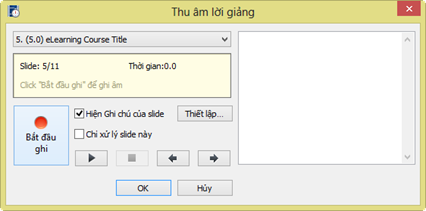 Thu âm lời giảng
5. (5.0) eLearning Course Title
Slide: 5/11 Thời gian:0.0
Click "Bắt đầu ghi" để ghi âm
Bắt đầu
ghi
Hiện Ghi chú của slide Thiết lập...
Chỉ xử lý slide này
OK Hủy